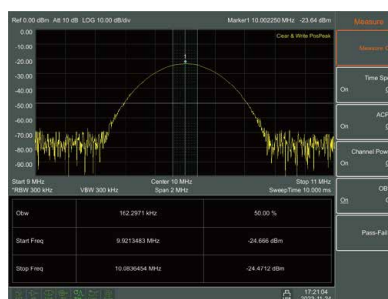 Ref 0.00 dBm Att 10 dB LOG 10.00 dB/div Marker1 10.002250 MHz -23.64 dBm
Measure
0.00
Clear & Write PosPeak
-10.00
1
-20.00
-30.00
Time Sp
-40.00
On
-50.00
ACP
-60.00
On
-70.00
Channel Pow
-80.00
On
-90.00
Start 9 MHz Center 10 MHz Stop 11 MHz
*RBW 300 kHz VBW 300 kHz Span 2 MHz SweepTime 10.000 ms
OB
On
Obw 162.2971 kHz 50.00 %
Pass-Fail
Start Freq 9.9213483 MHz -24.666 dBm
Stop Freq 10.0836454 MHz -24.4712 dBm
17:21:04